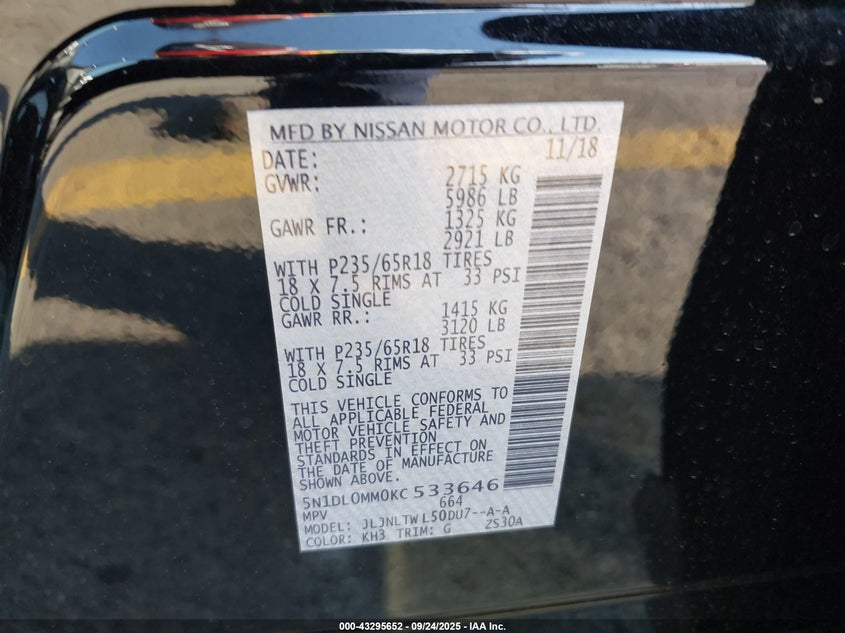 MFD BY NISSAN MOTOR CO., LTD.
DATE: 11/18
GVWR: 2715 KG
5986 LB
GAWR FR.: 1325 KG
2921 LB
WITH P235/65R18 TIRES
18 X 7.5 RIMS AT 33 PSI
COLD SINGLE
GAWR RR.: 1415 KG
3120 LB
WITH P235/65R18 TIRES
18 X 7.5 RIMS AT 33 PSI
COLD SINGLE
THIS VEHICLE CONFORMS TO
ALL APPLICABLE FEDERAL
MOTOR VEHICLE SAFETY AND
THEFT PREVENTION
STANDARDS IN EFFECT ON
THE DATE OF MANUFACTURE
SHOWN ABOVE.
5N1DL0MM0KC533646
MPV 664
MODEL: JLJNLTWL50DU7--A-A
COLOR: KH3 TRIM: G ZS30A
000-43295652 - 09/24/2025 - IAA Inc.